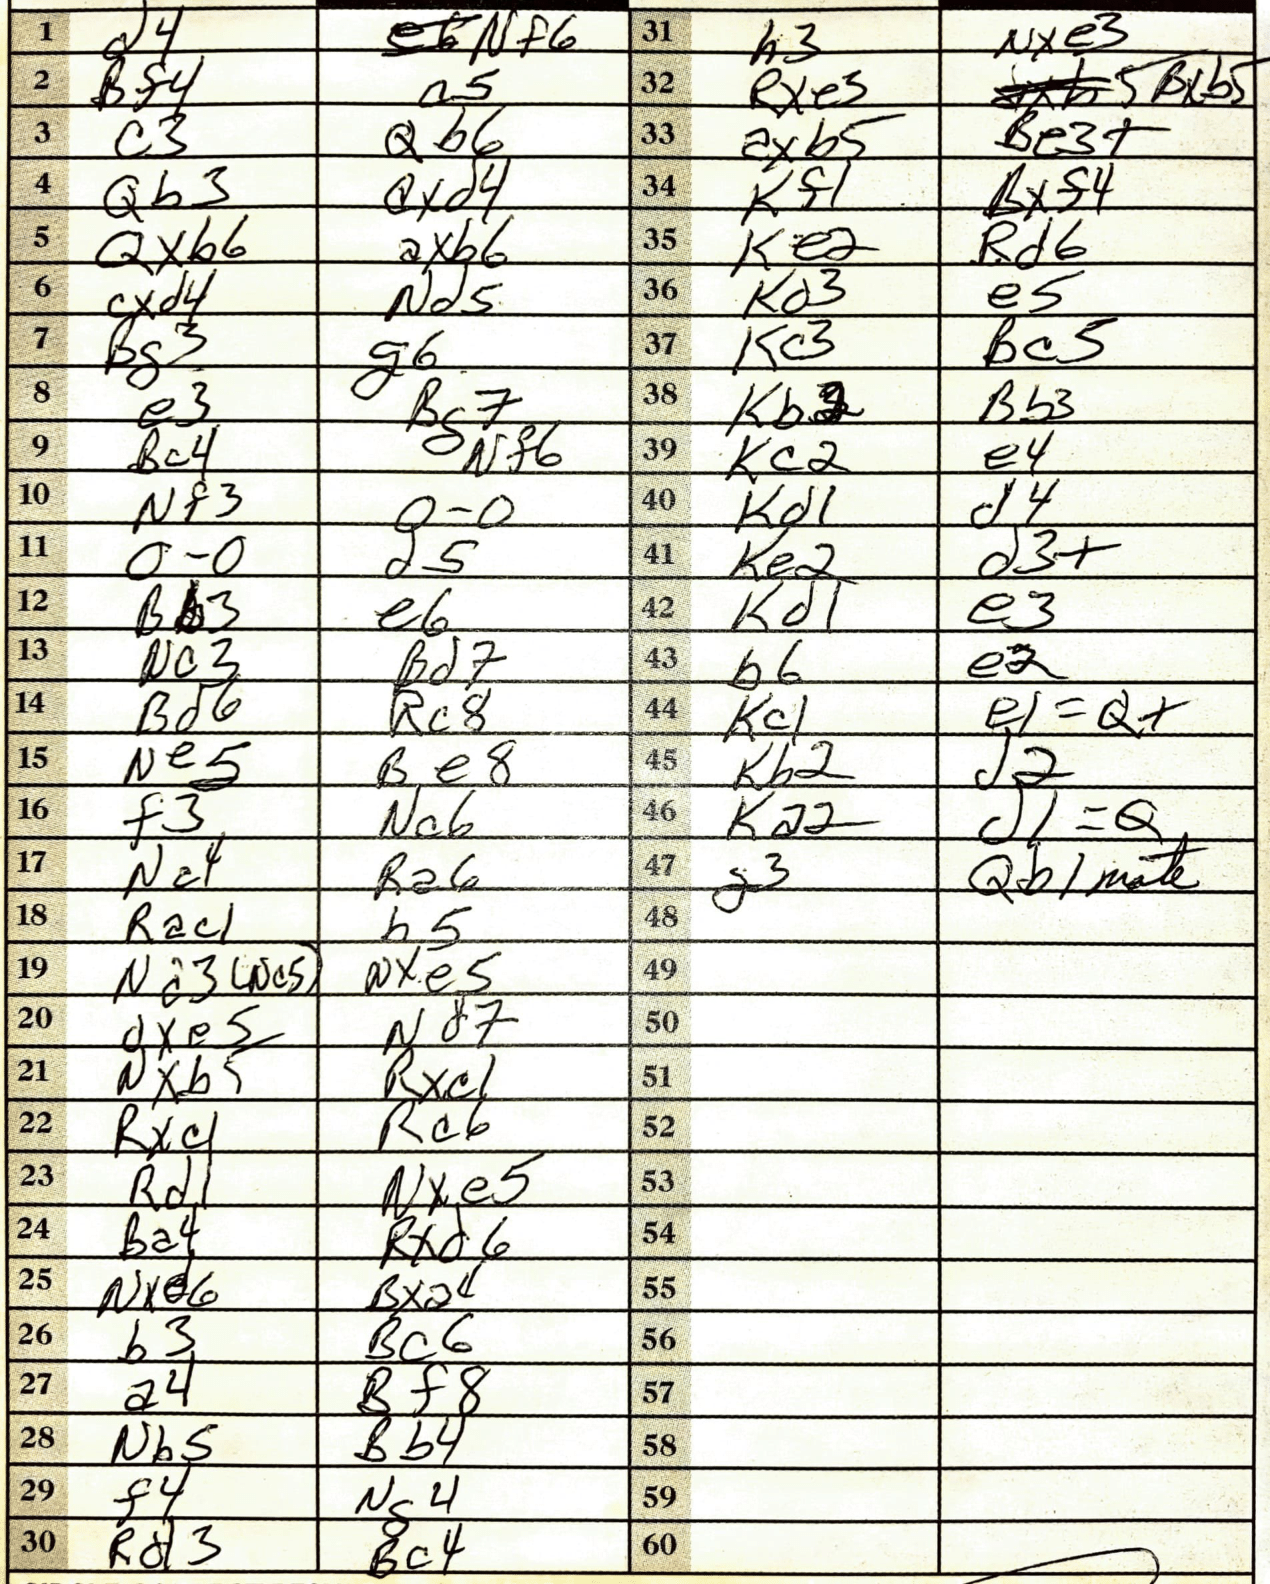 1 d4 e6 Nf6 31 h3 Nxe3
2 Bf4 c5 32 Rxe3 axb5 Bxb5
3 c3 Qb6 33 axb5 Be3+
4 Qb3 cxd4 34 Kf1 Bxf4
5 Qxb6 axb6 35 Ke2 Rd6
6 cxd4 Nd5 36 Kd3 e5
7 Bg3 g6 37 Kc3 Bc5
8 e3 Bg7 38 Kb2 Bb3
9 Bc4 Nf6 39 Kc2 e4
10 Nf3 0-0 40 Kd1 d4
11 0-0 d5 41 Ke2 d3+
12 Bb3 e6 42 Kd1 e3
13 Nc3 Bd7 43 b6 e2
14 Bd6 Rc8 44 Kc1 e1=Q+
15 Ne5 Be8 45 Kb2 d2
16 f3 Nc6 46 Ka2 d1=Q
17 Na4 Ra6 47 g3 Qb1 mate
18 Rac1 b5 48
19 Nc3 (Nc5) Nxe5 49
20 dxe5 Nd7 50
21 Nxb5 Rxc1 51
22 Rxc1 Rc6 52
23 Rd1 Nxe5 53
24 Ba4 Rxd6 54
25 Nxd6 Bxa4 55
26 b3 Bc6 56
27 a4 Bf8 57
28 Nb5 Bb4 58
29 f4 Ng4 59
30 Rd3 Bc4 60